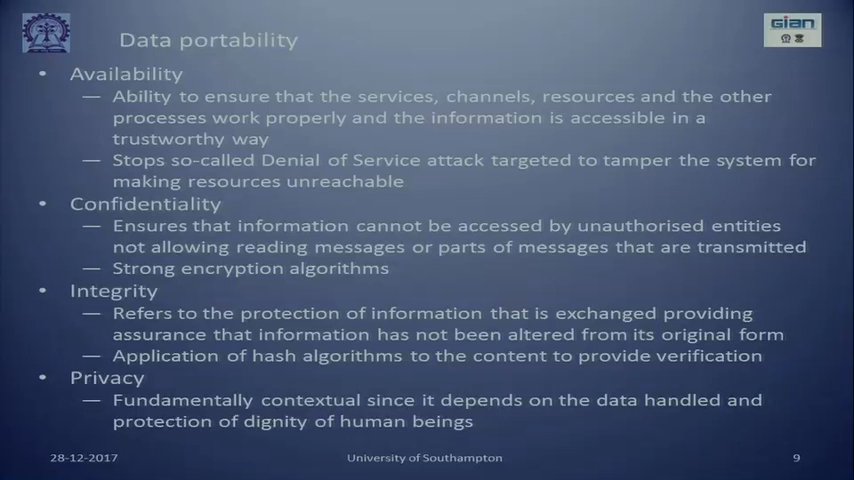 Data portability
GIAN
• Availability
— Ability to ensure that the services, channels, resources and the other
processes work properly and the information is accessible in a
trustworthy way
— Stops so-called Denial of Service attack targeted to tamper the system for
making resources unreachable
• Confidentiality
— Ensures that information cannot be accessed by unauthorised entities
not allowing reading messages or parts of messages that are transmitted
— Strong encryption algorithms
• Integrity
— Refers to the protection of information that is exchanged providing
assurance that information has not been altered from its original form
— Application of hash algorithms to the content to provide verification
• Privacy
— Fundamentally contextual since it depends on the data handled and
protection of dignity of human beings
28-12-2017 University of Southampton 9